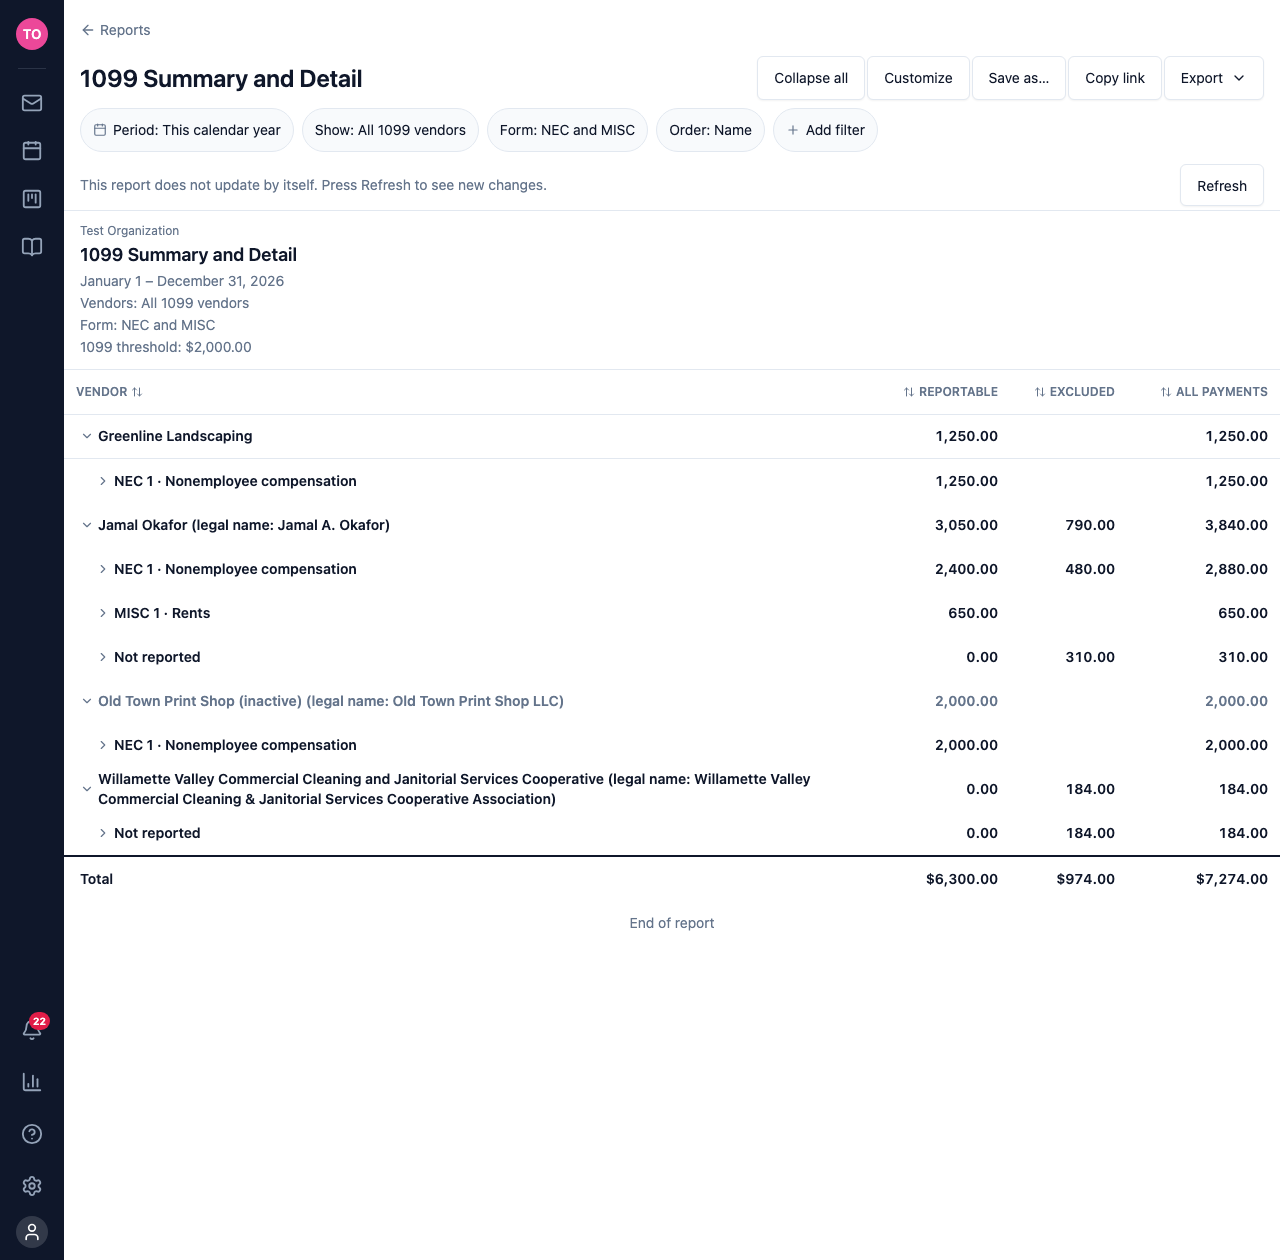 TO
Reports
1099 Summary and Detail
Collapse all
Customize
Save as...
Copy link
Export
Period: This calendar year
Show: All 1099 vendors
Form: NEC and MISC
Order: Name
Add filter
This report does not update by itself. Press Refresh to see new changes.
Refresh
Test Organization
1099 Summary and Detail
January 1 – December 31, 2026
Vendors: All 1099 vendors
Form: NEC and MISC
1099 threshold: $2,000.00
VENDOR REPORTABLE EXCLUDED ALL PAYMENTS
Greenline Landscaping 1,250.00 1,250.00
NEC 1 · Nonemployee compensation 1,250.00 1,250.00
Jamal Okafor (legal name: Jamal A. Okafor) 3,050.00 790.00 3,840.00
NEC 1 · Nonemployee compensation 2,400.00 480.00 2,880.00
MISC 1 · Rents 650.00 650.00
Not reported 0.00 310.00 310.00
Old Town Print Shop (inactive) (legal name: Old Town Print Shop LLC) 2,000.00 2,000.00
NEC 1 · Nonemployee compensation 2,000.00 2,000.00
Willamette Valley Commercial Cleaning and Janitorial Services Cooperative (legal name: Willamette Valley
Commercial Cleaning & Janitorial Services Cooperative Association) 0.00 184.00 184.00
Not reported 0.00 184.00 184.00
Total $6,300.00 $974.00 $7,274.00
End of report
22